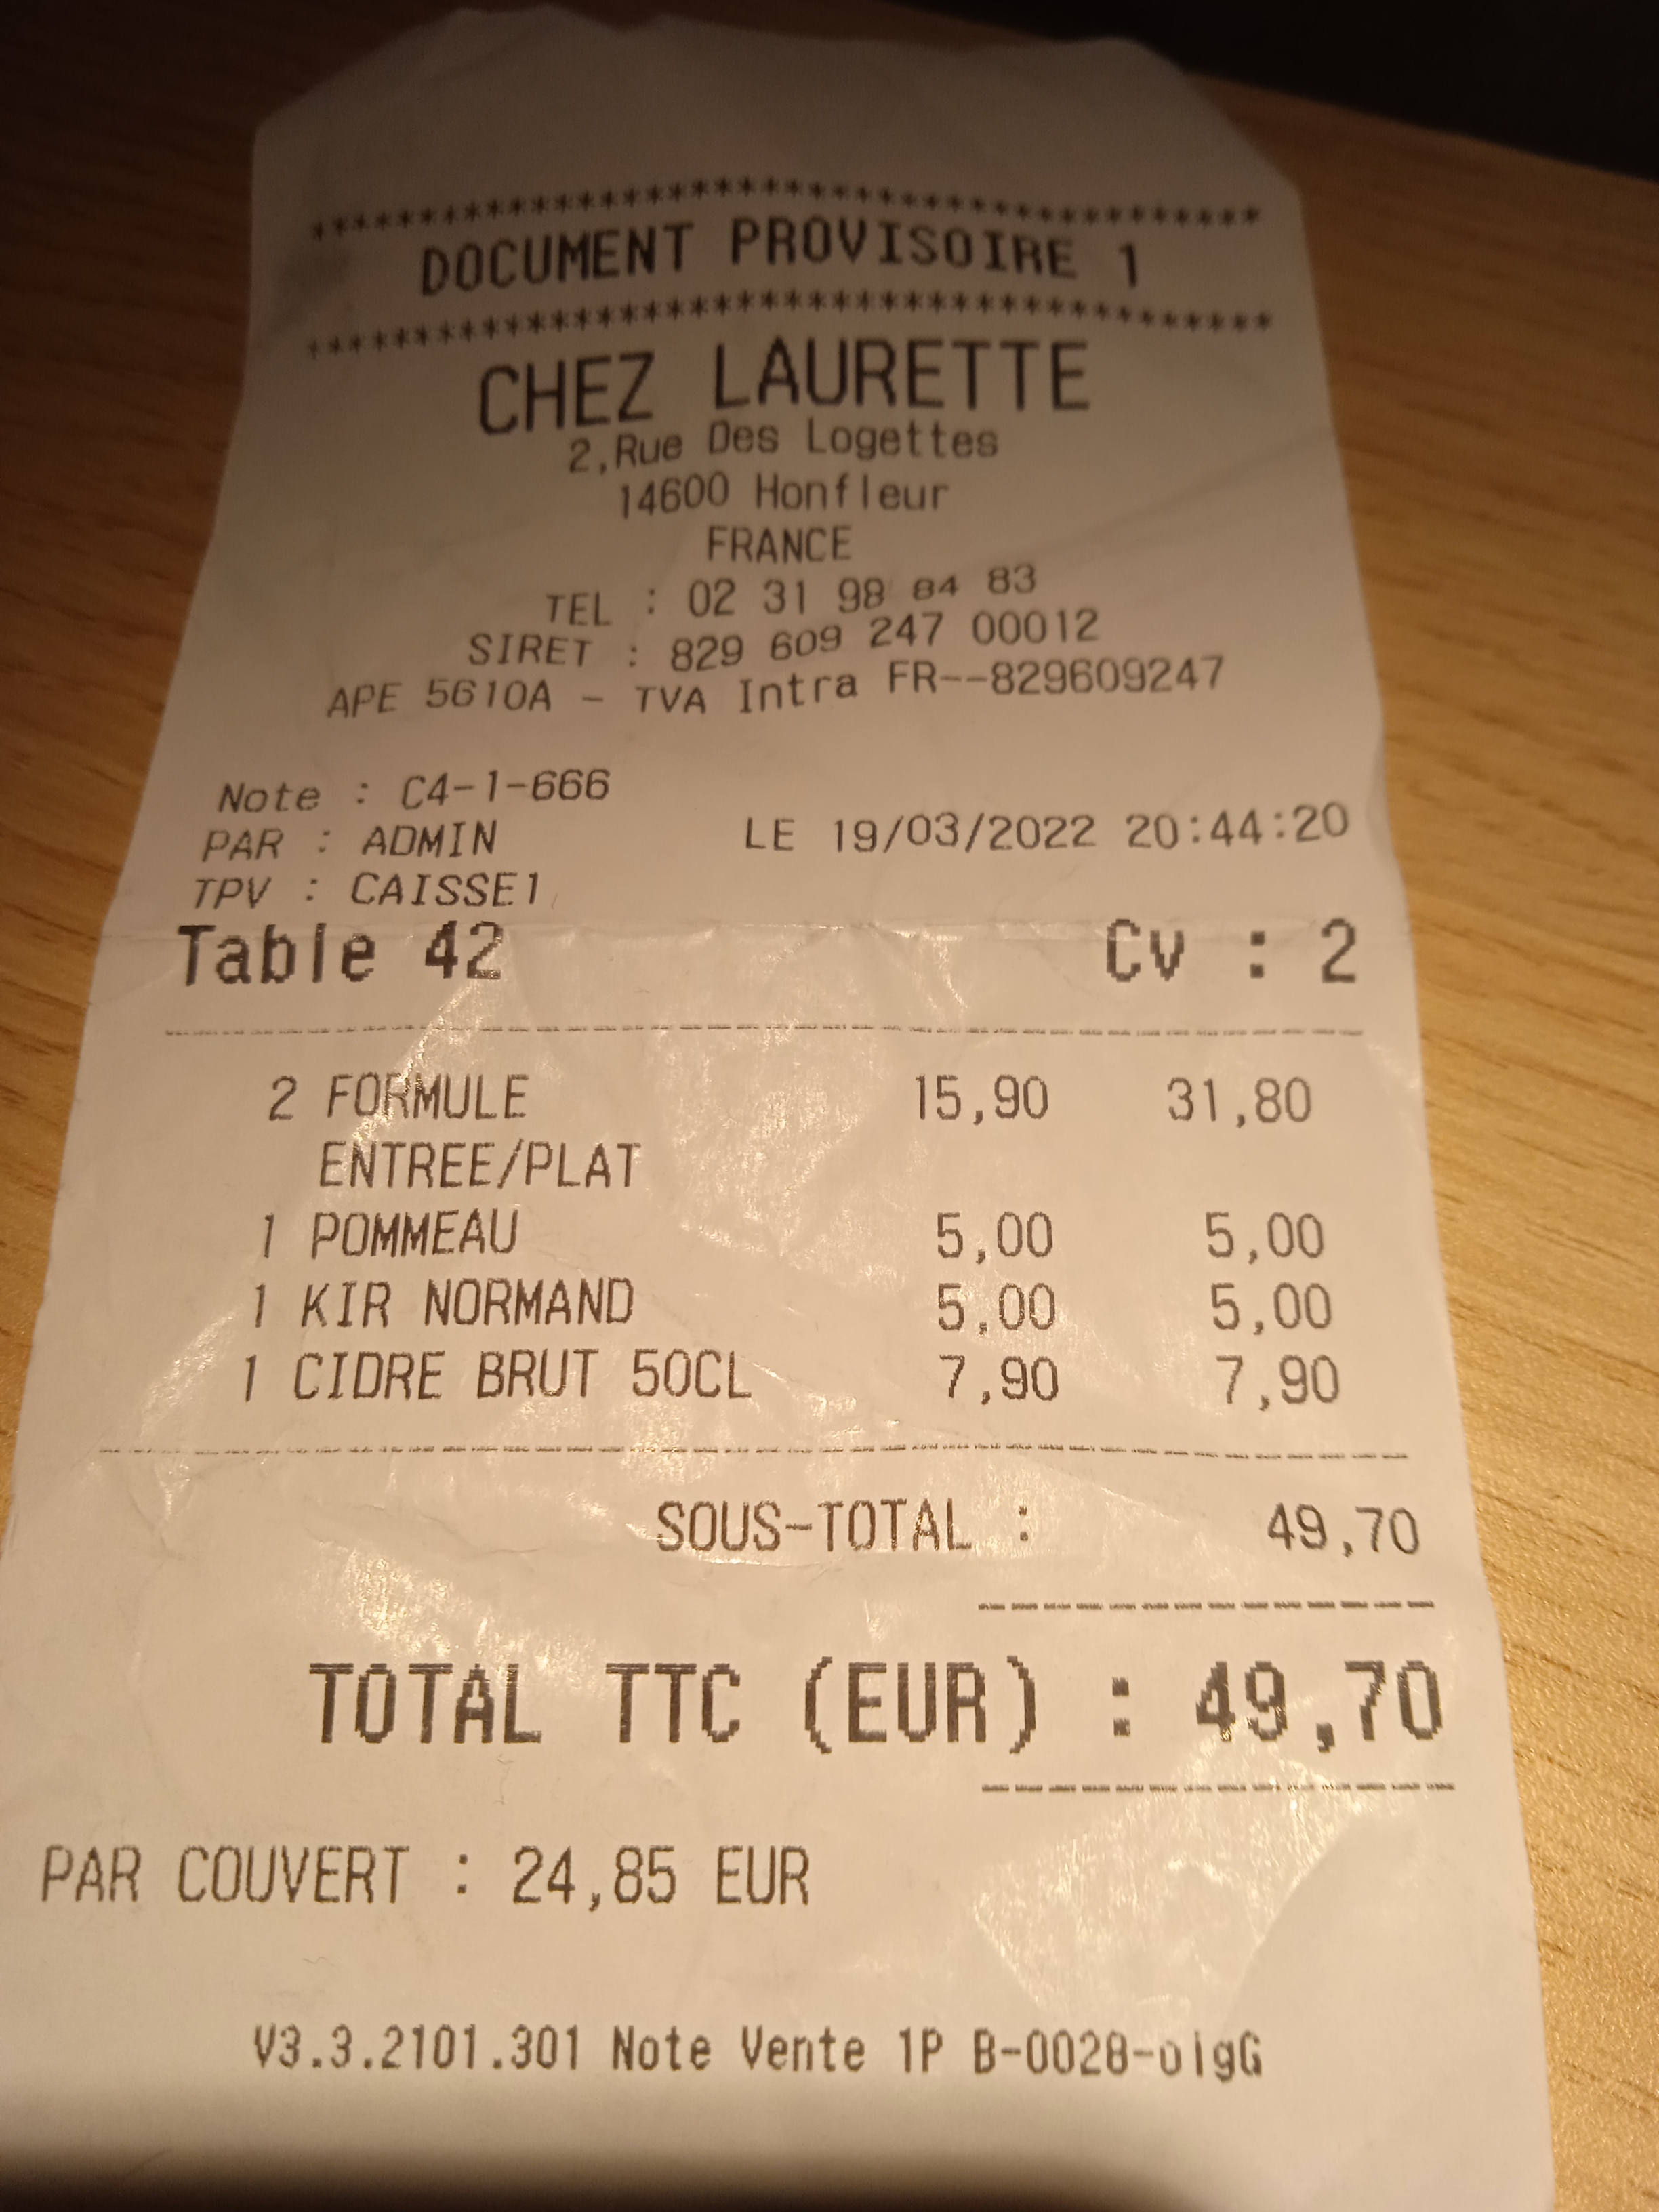 ******************************************
DOCUMENT PROVISOIRE 1
******************************************
CHEZ LAURETTE
2,Rue Des Logettes
14600 Honfleur
FRANCE
TEL : 02 31 98 84 83
SIRET : 829 609 247 00012
APE 5610A - TVA Intra FR--829609247
Note : C4-1-666
PAR : ADMIN LE 19/03/2022 20:44:20
TPV : CAISSE1
Table 42 Cv : 2
2 FORMULE 15,90 31,80
ENTREE/PLAT
1 POMMEAU 5,00 5,00
1 KIR NORMAND 5,00 5,00
1 CIDRE BRUT 50CL 7,90 7,90
SOUS-TOTAL : 49,70
TOTAL TTC (EUR) : 49,70
PAR COUVERT : 24,85 EUR
V3.3.2101.301 Note Vente 1P B-0028-olgG